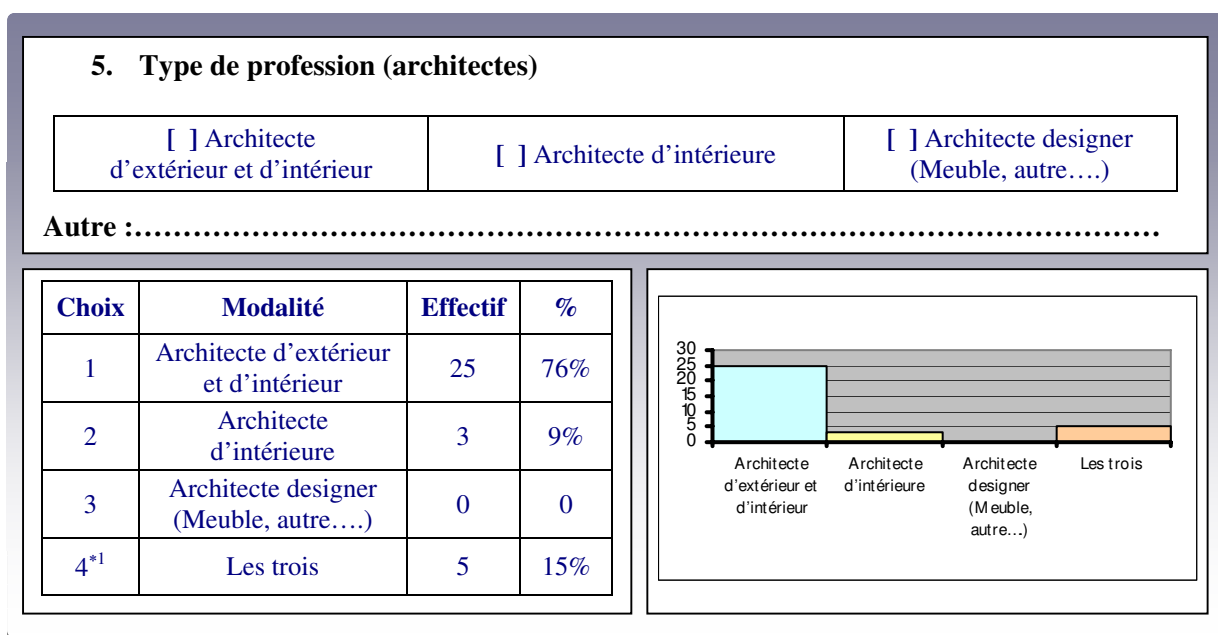 5. Type de profession (architectes)
[ ] Architecte
d’extérieur et d’intérieur
[ ] Architecte d’intérieure
[ ] Architecte designer
(Meuble, autre….)
Autre :……………………………………………………………………………………………
Choix Modalité Effectif %
1 Architecte d’extérieur et d’intérieur 25 76%
2 Architecte d’intérieure 3 9%
3 Architecte designer (Meuble, autre….) 0 0
4*1 Les trois 5 15%
30
25
20
15
10
5
0
Architecte
d’extérieur et
d’intérieur
Architecte
d’intérieure
Architecte
designer
(Meuble,
autre…)
Les trois